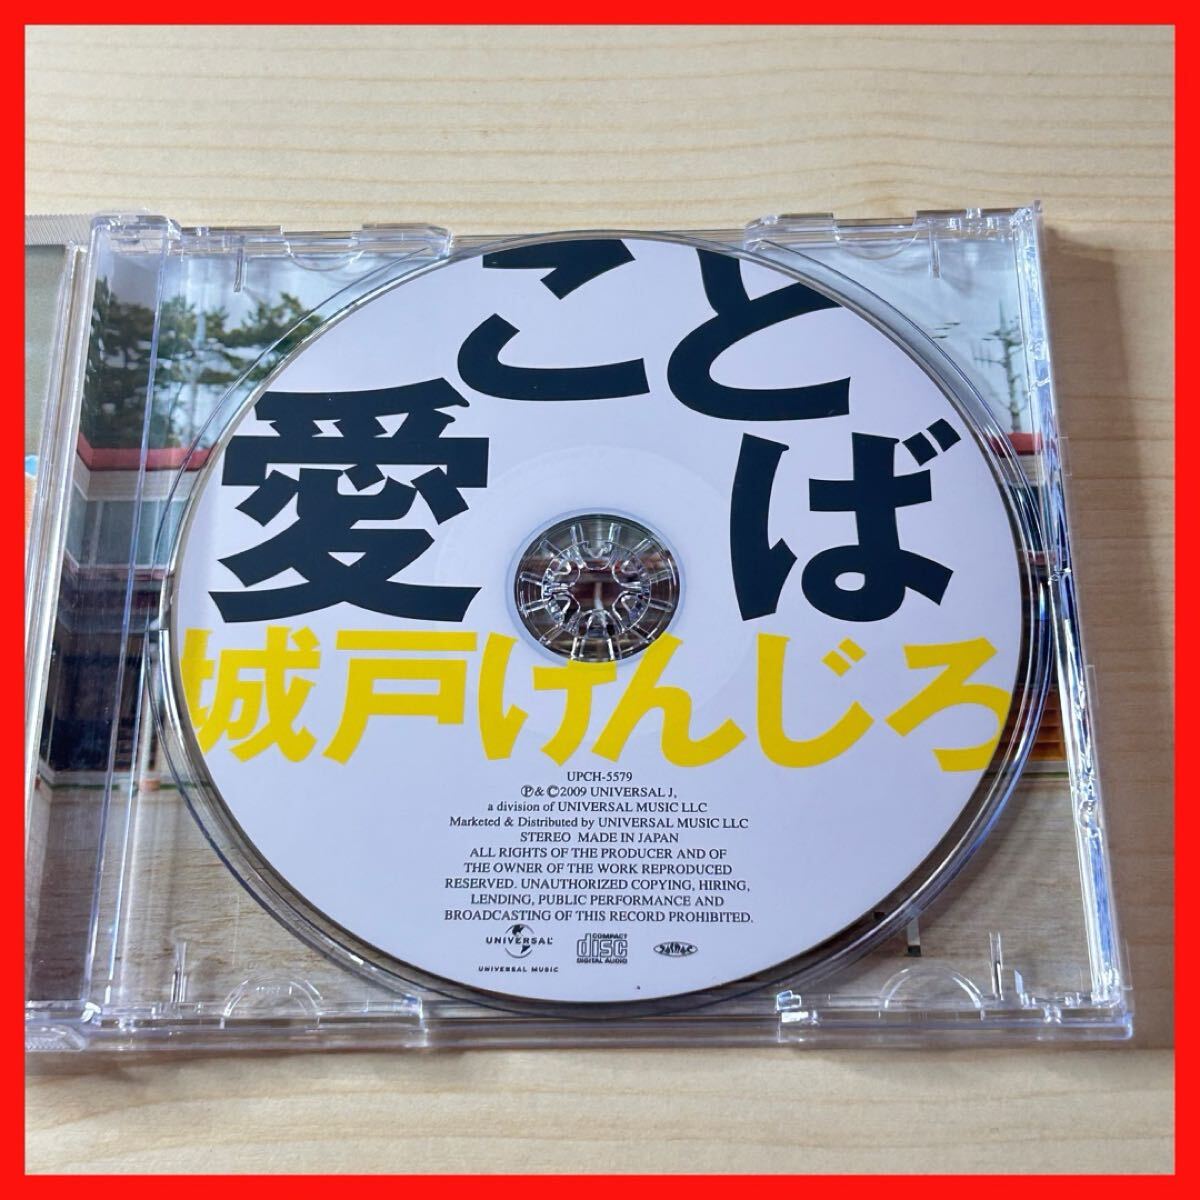 こと
愛 ば
城戸けんじろ
UPCH-5579
Ⓟ&©2009 UNIVERSAL J,
a division of UNIVERSAL MUSIC LLC
Marketed & Distributed by UNIVERSAL MUSIC LLC
STEREO MADE IN JAPAN
ALL RIGHTS OF THE PRODUCER AND OF
THE OWNER OF THE WORK REPRODUCED
RESERVED. UNAUTHORIZED COPYING, HIRING,
LENDING, PUBLIC PERFORMANCE AND
BROADCASTING OF THIS RECORD PROHIBITED.
UNIVERSAL
UNIVERSAL MUSIC
COMPACT
disc
DIGITAL AUDIO